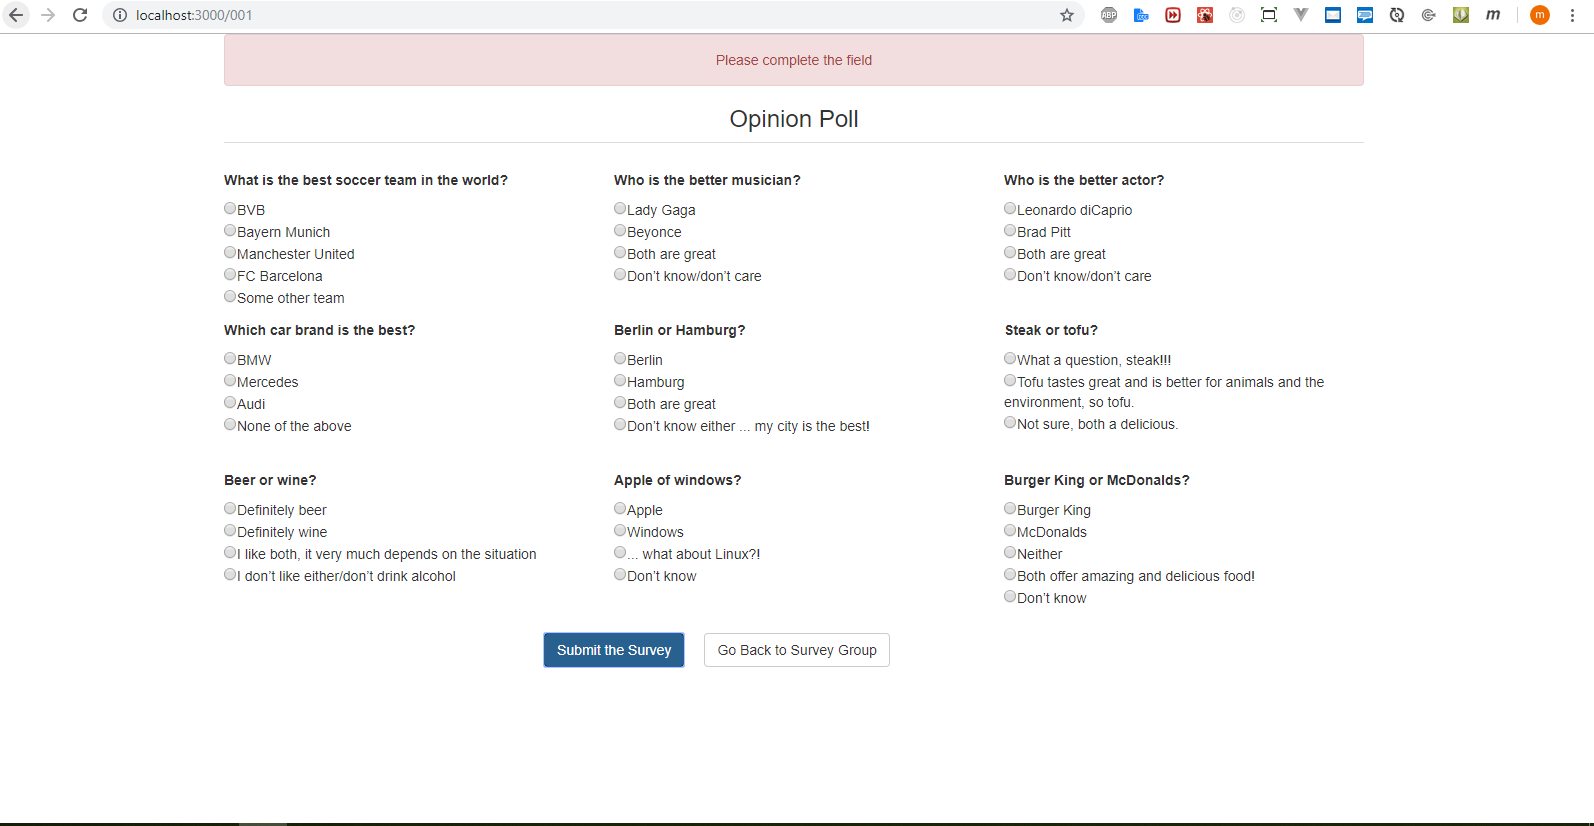 localhost:3000/001
ABP
m
m
Please complete the field
Opinion Poll
What is the best soccer team in the world?
BVB
Bayern Munich
Manchester United
FC Barcelona
Some other team
Who is the better musician?
Lady Gaga
Beyonce
Both are great
Don't know/don't care
Who is the better actor?
Leonardo diCaprio
Brad Pitt
Both are great
Don't know/don't care
Which car brand is the best?
BMW
Mercedes
Audi
None of the above
Berlin or Hamburg?
Berlin
Hamburg
Both are great
Don't know either ... my city is the best!
Steak or tofu?
What a question, steak!!!
Tofu tastes great and is better for animals and the
environment, so tofu.
Not sure, both a delicious.
Beer or wine?
Definitely beer
Definitely wine
I like both, it very much depends on the situation
I don't like either/don't drink alcohol
Apple of windows?
Apple
Windows
... what about Linux?!
Don't know
Burger King or McDonalds?
Burger King
McDonalds
Neither
Both offer amazing and delicious food!
Don't know
Submit the Survey
Go Back to Survey Group